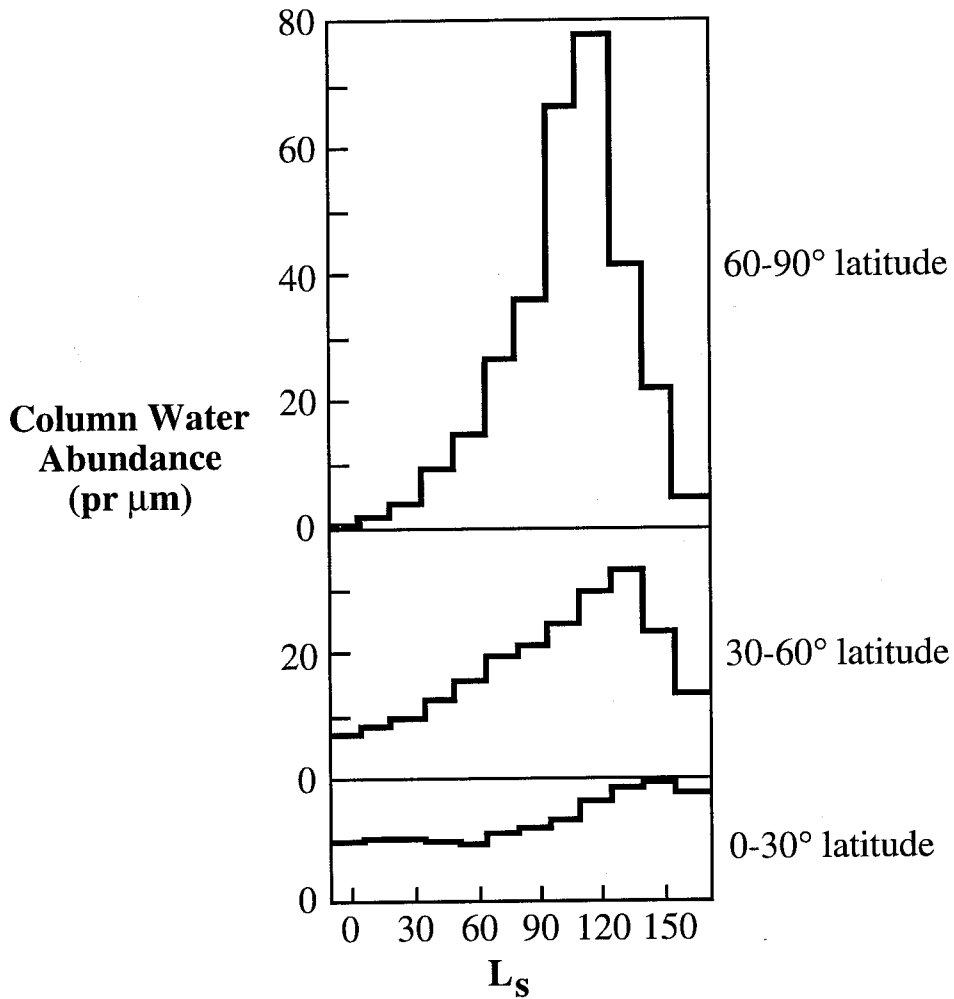 80
60
40
20
0
20
0
0
0 30 60 90 120 150
L_s
Column Water
Abundance
(pr µm)
60-90° latitude
30-60° latitude
0-30° latitude